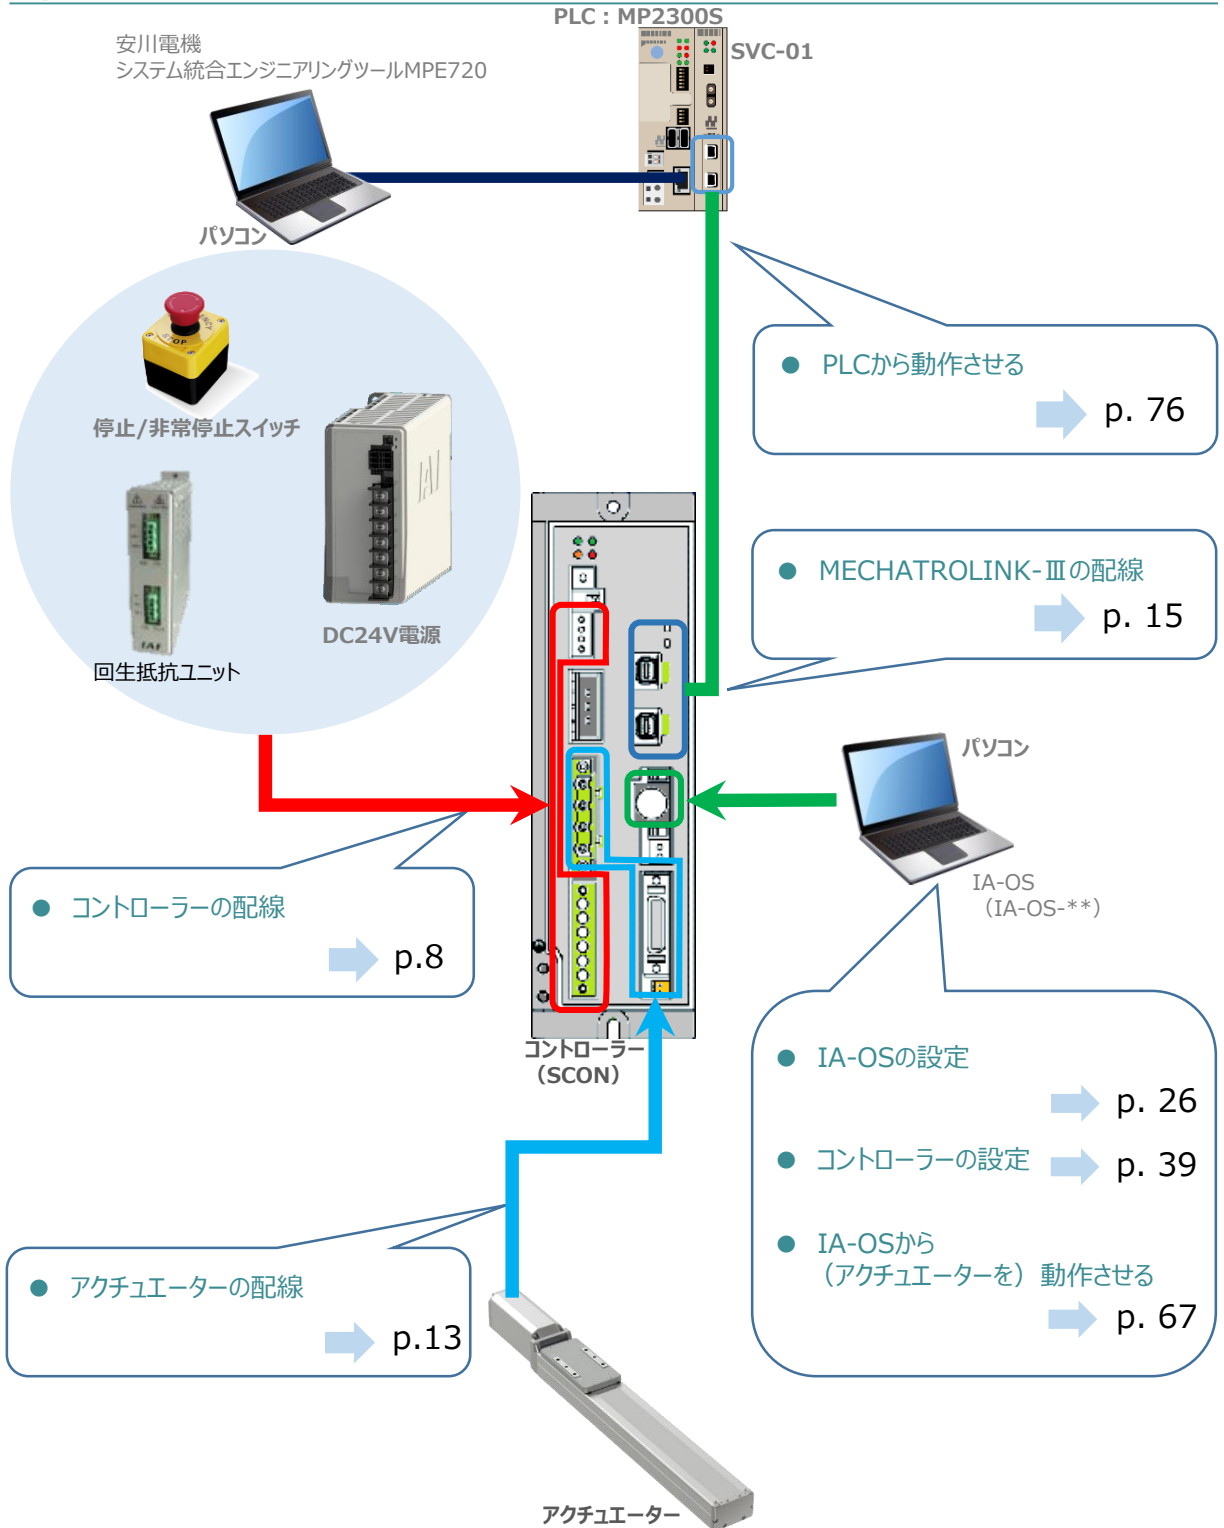 PLC：MP2300S
安川電機
システム統合エンジニアリングツールMPE720
SVC-01
パソコン
停止/非常停止スイッチ
DC24V電源
回生抵抗ユニット
● PLCから動作させる
p. 76
● MECHATROLINK-Ⅲの配線
p. 15
パソコン
IA-OS
（IA-OS-**）
● コントローラーの配線
p.8
コントローラー
（SCON）
● IA-OSの設定
p. 26
● コントローラーの設定
p. 39
● IA-OSから
（アクチュエーターを）動作させる
p. 67
● アクチュエーターの配線
p.13
アクチュエーター